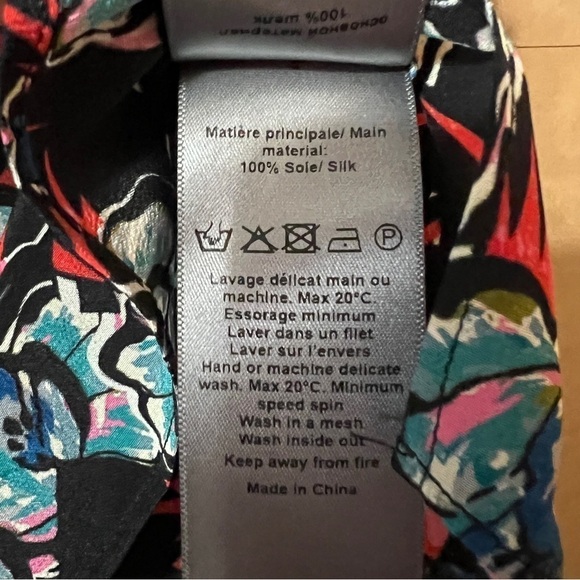 основной материал
100% шелк
Matière principale/ Main
material:
100% Soie/ Silk
P
Lavage délicat main ou
machine. Max 20°C.
Essorage minimum
Laver dans un filet
Laver sur l'envers
Hand or machine delicate
wash. Max 20°C. Minimum
speed spin
Wash in a mesh
Wash inside out
Keep away from fire
Made in China